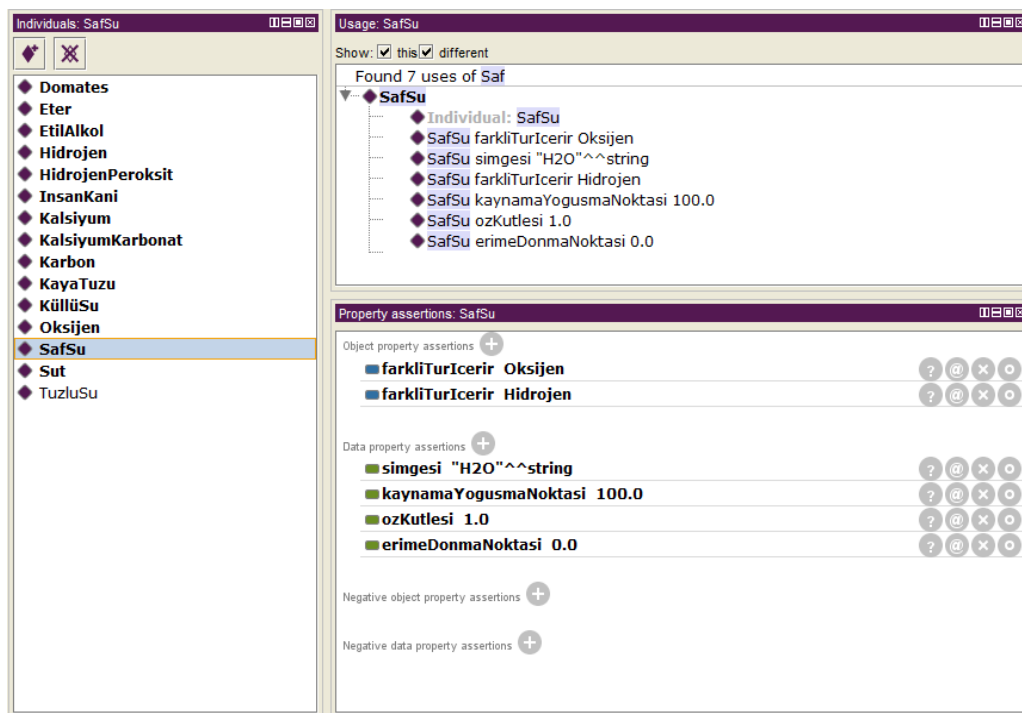 Individuals: SafSu
Domates
Eter
EtilAlkol
Hidrojen
HidrojenPeroksit
InsanKani
Kalsiyum
KalsiyumKarbonat
Karbon
KayaTuzu
KüllüSu
Oksijen
SafSu
Sut
TuzluSu
Usage: SafSu
Show: this different
Found 7 uses of Saf
SafSu
Individual: SafSu
SafSu farkliTurIcerir Oksijen
SafSu simgesi "H2O"^^string
SafSu farkliTurIcerir Hidrojen
SafSu kaynamaYogusmaNoktasi 100.0
SafSu ozKutlesi 1.0
SafSu erimeDonmaNoktasi 0.0
Property assertions: SafSu
Object property assertions
farkliTurIcerir Oksijen
farkliTurIcerir Hidrojen
Data property assertions
simgesi "H2O"^^string
kaynamaYogusmaNoktasi 100.0
ozKutlesi 1.0
erimeDonmaNoktasi 0.0
Negative object property assertions
Negative data property assertions